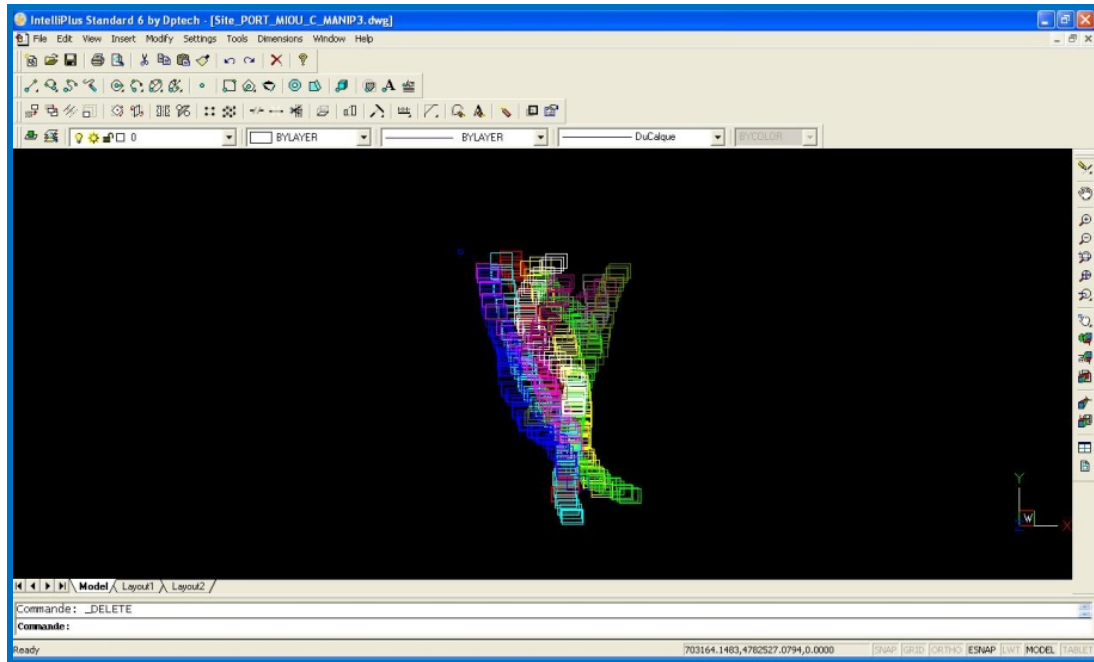 IntelliPlus Standard 6 by Dptech - [Site_PORT_MIOU_C_MANIP3.dwg]
File Edit View Insert Modify Settings Tools Dimensions Window Help
0 BYLAYER BYLAYER DuCalque BYCOLOR
Y
W X
Z
Model Layout1 Layout2
Commande: _DELETE
Commande:
Ready 703164.1483,4782527.0794,0.0000 SNAP GRID ORTHO ESNAP LWT MODEL TABLET